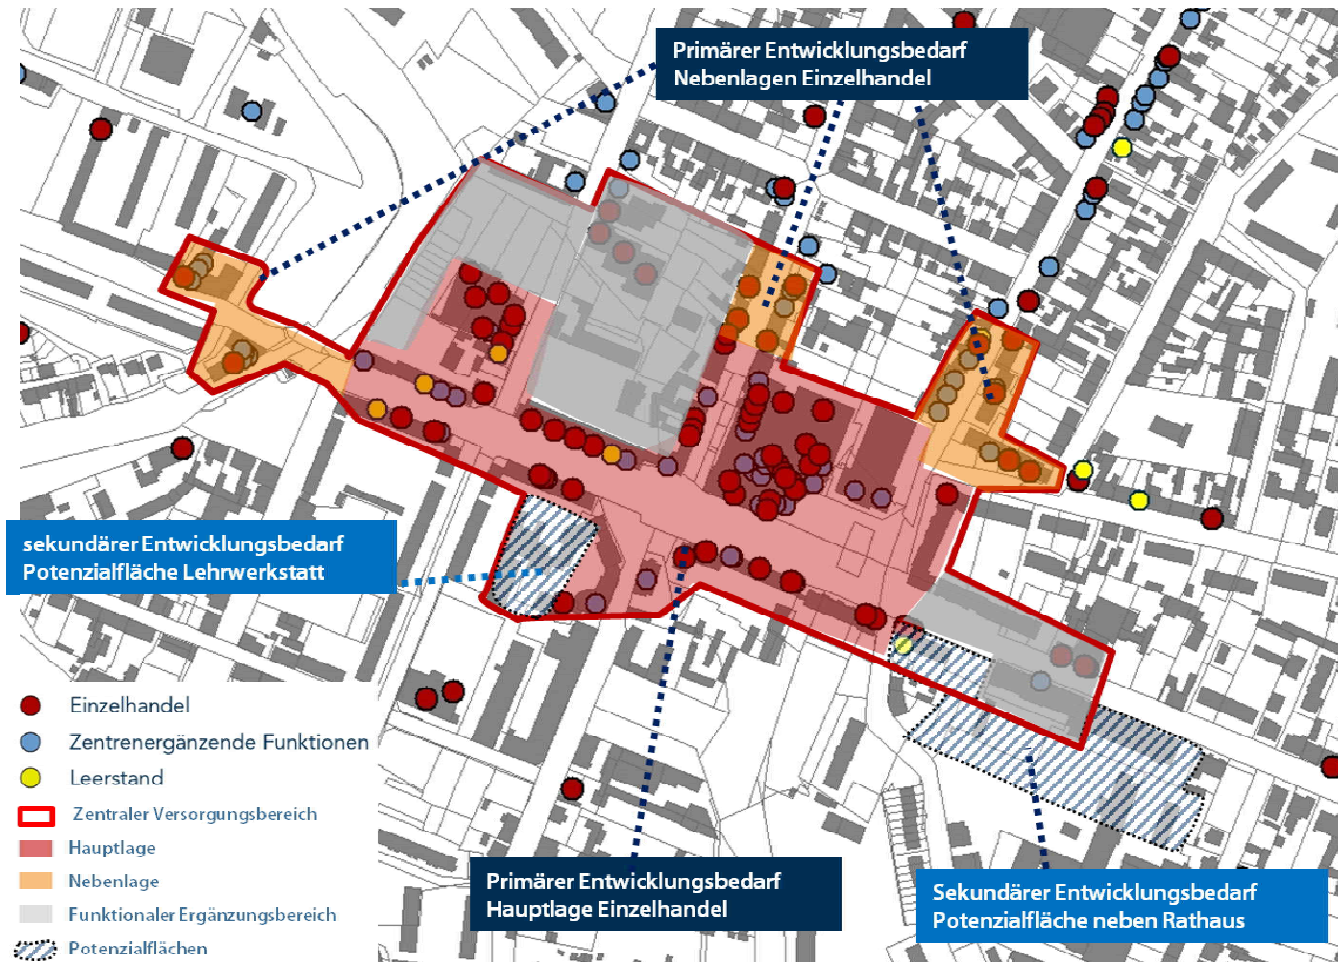 Primärer Entwicklungsbedarf
Nebenlagen Einzelhandel
sekundärer Entwicklungsbedarf
Potenzialfläche Lehrwerkstatt
Einzelhandel
Zentrenergänzende Funktionen
Leerstand
Zentraler Versorgungsbereich
Hauptlage
Nebenlage
Funktionaler Ergänzungsbereich
Potenzialflächen
Primärer Entwicklungsbedarf
Hauptlage Einzelhandel
Sekundärer Entwicklungsbedarf
Potenzialfläche neben Rathaus